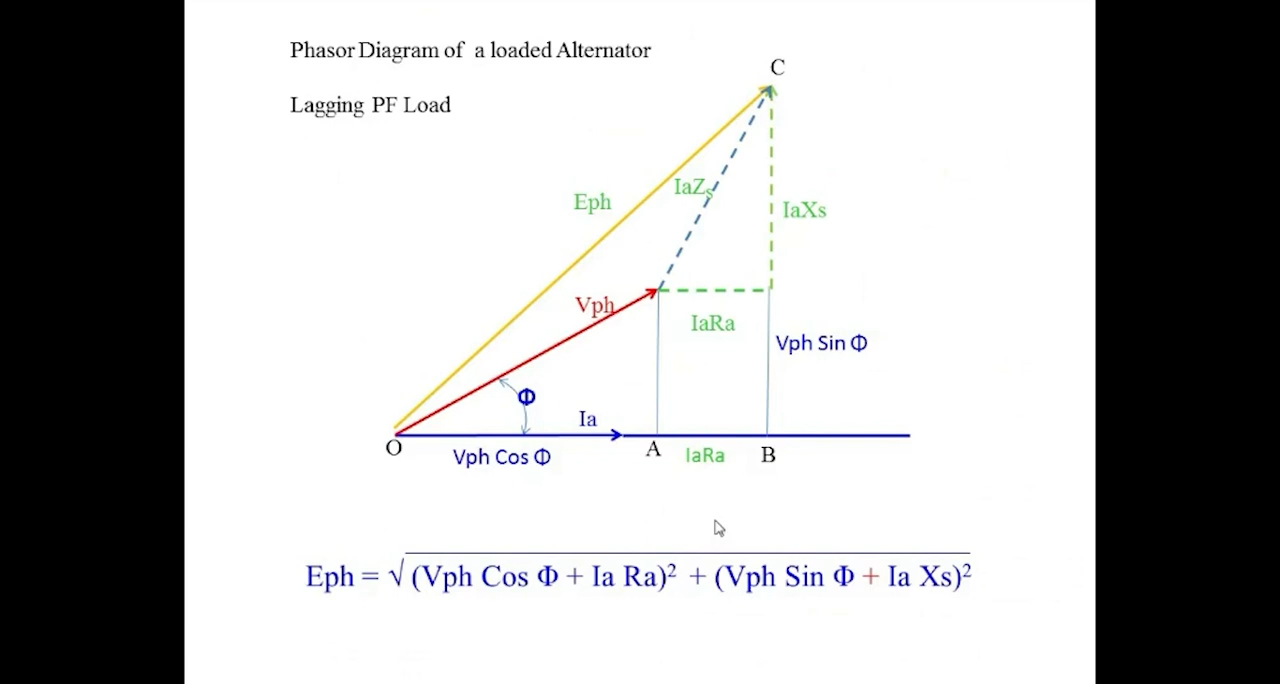 Phasor Diagram of a loaded Alternator
C
Lagging PF Load
IaZs
Eph
IaXs
Vph
IaRa
Vph Sin Φ
Φ
Ia
O
Vph Cos Φ
A
IaRa
B
Eph = √(Vph Cos Φ + Ia Ra)² + (Vph Sin Φ + Ia Xs)²